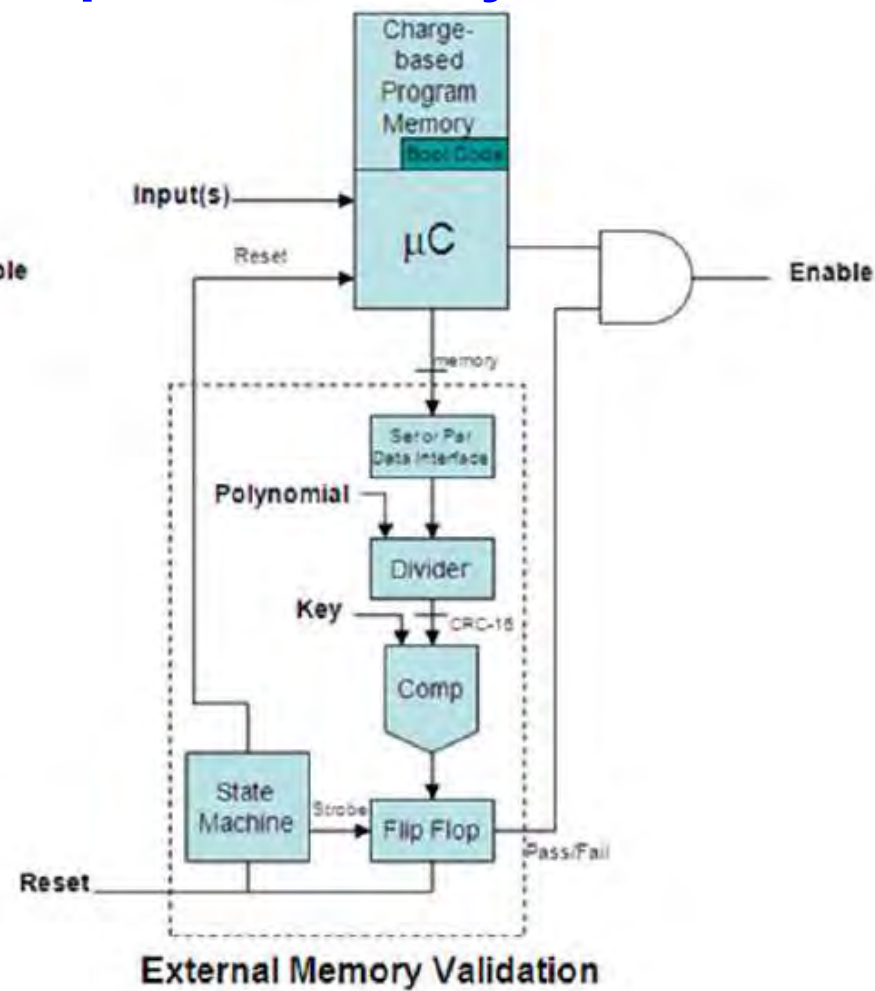 Charge-
based
Program
Memory
Boot Code
Input(s)
μC
Reset
Enable
memory
Ser or Par
Data Interface
Polynomial
Divider
Key
CRC-16
Comp
State
Machine
Strobe
Flip Flop
Pass/Fail
Reset
External Memory Validation